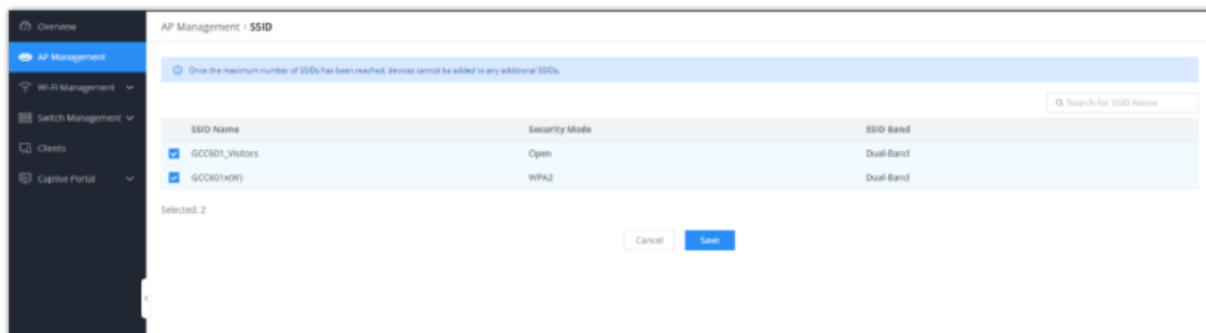 Overview
AP Management › SSID
AP Management
Once the maximum number of SSIDs has been reached, devices cannot be added to any additional SSIDs.
Wi-Fi Management
Search for SSID Name
Switch Management
SSID Name Security Mode SSID Band
Clients
GCC601_Visitors Open Dual-Band
Captive Portal
GCC601x(W) WPA2 Dual-Band
Selected: 2
Cancel Save